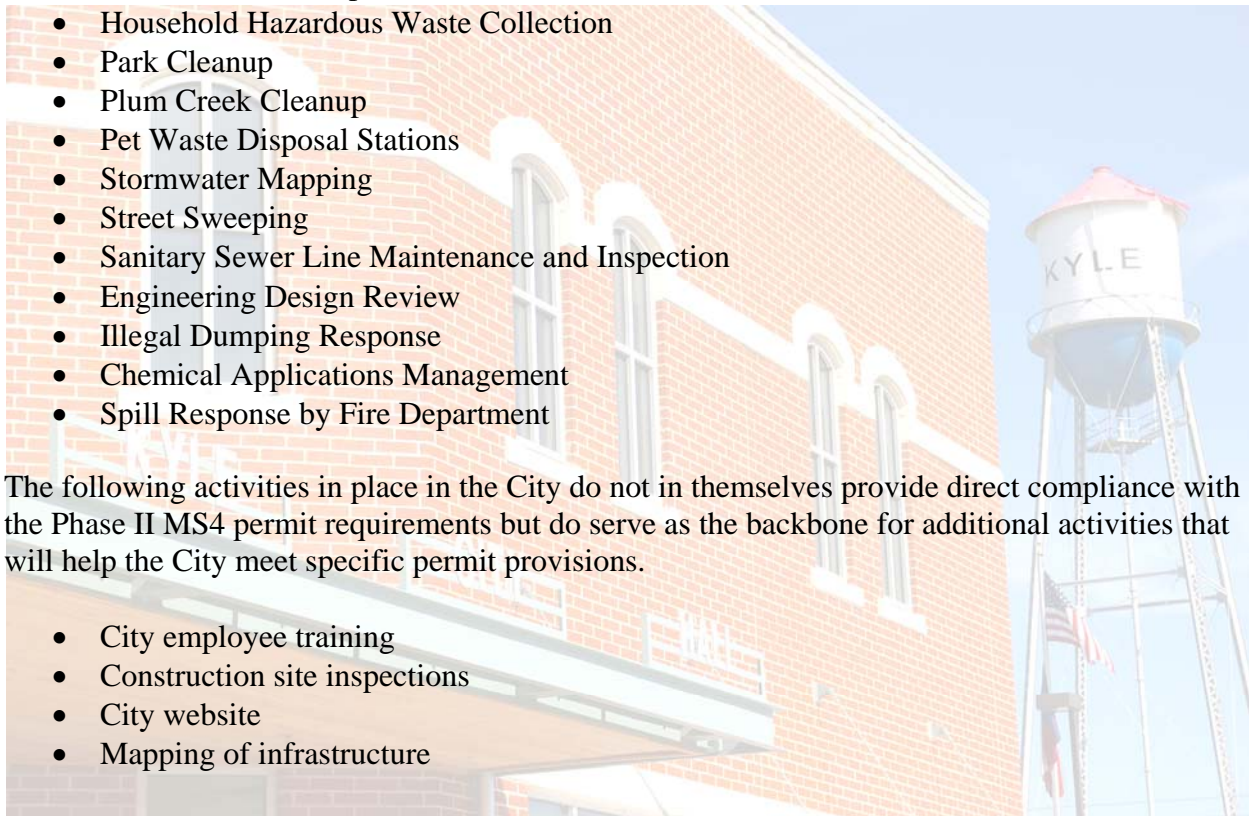 • Household Hazardous Waste Collection
• Park Cleanup
• Plum Creek Cleanup
• Pet Waste Disposal Stations
• Stormwater Mapping
• Street Sweeping
• Sanitary Sewer Line Maintenance and Inspection
• Engineering Design Review
• Illegal Dumping Response
• Chemical Applications Management
• Spill Response by Fire Department
KYLE
KYLE
The following activities in place in the City do not in themselves provide direct compliance with
the Phase II MS4 permit requirements but do serve as the backbone for additional activities that
will help the City meet specific permit provisions.
HALL
• City employee training
• Construction site inspections
• City website
• Mapping of infrastructure